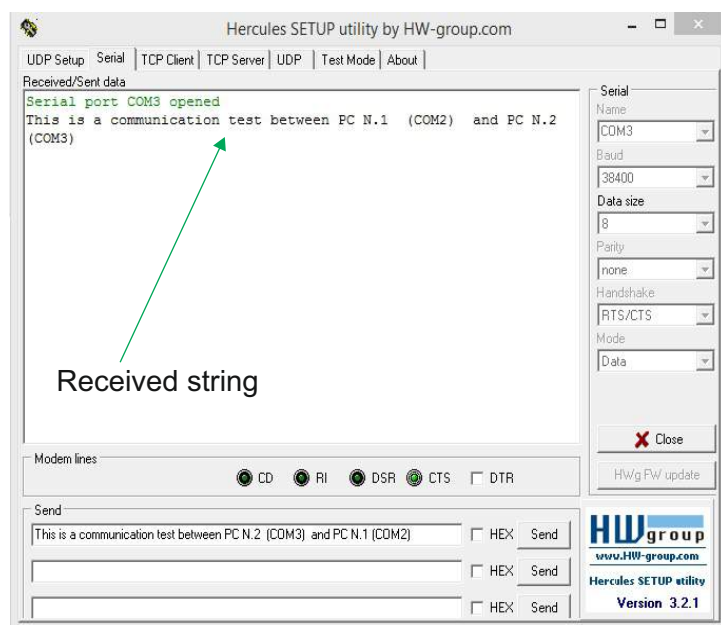 Hercules SETUP utility by HW-group.com
UDP Setup Serial TCP Client TCP Server UDP Test Mode About
Received/Sent data
Serial port COM3 opened
This is a communication test between PC N.1 (COM2) and PC N.2
(COM3)
Received string
Serial
Name
COM3
Baud
38400
Data size
8
Parity
none
Handshake
RTS/CTS
Mode
Data
Close
HWg FW update
Modem lines
CD RI DSR CTS DTR
Send
This is a communication test between PC N.2 (COM3) and PC N.1 (COM2) HEX Send
HEX Send
HEX Send
HWgroup
www.HW-group.com
Hercules SETUP utility
Version 3.2.1